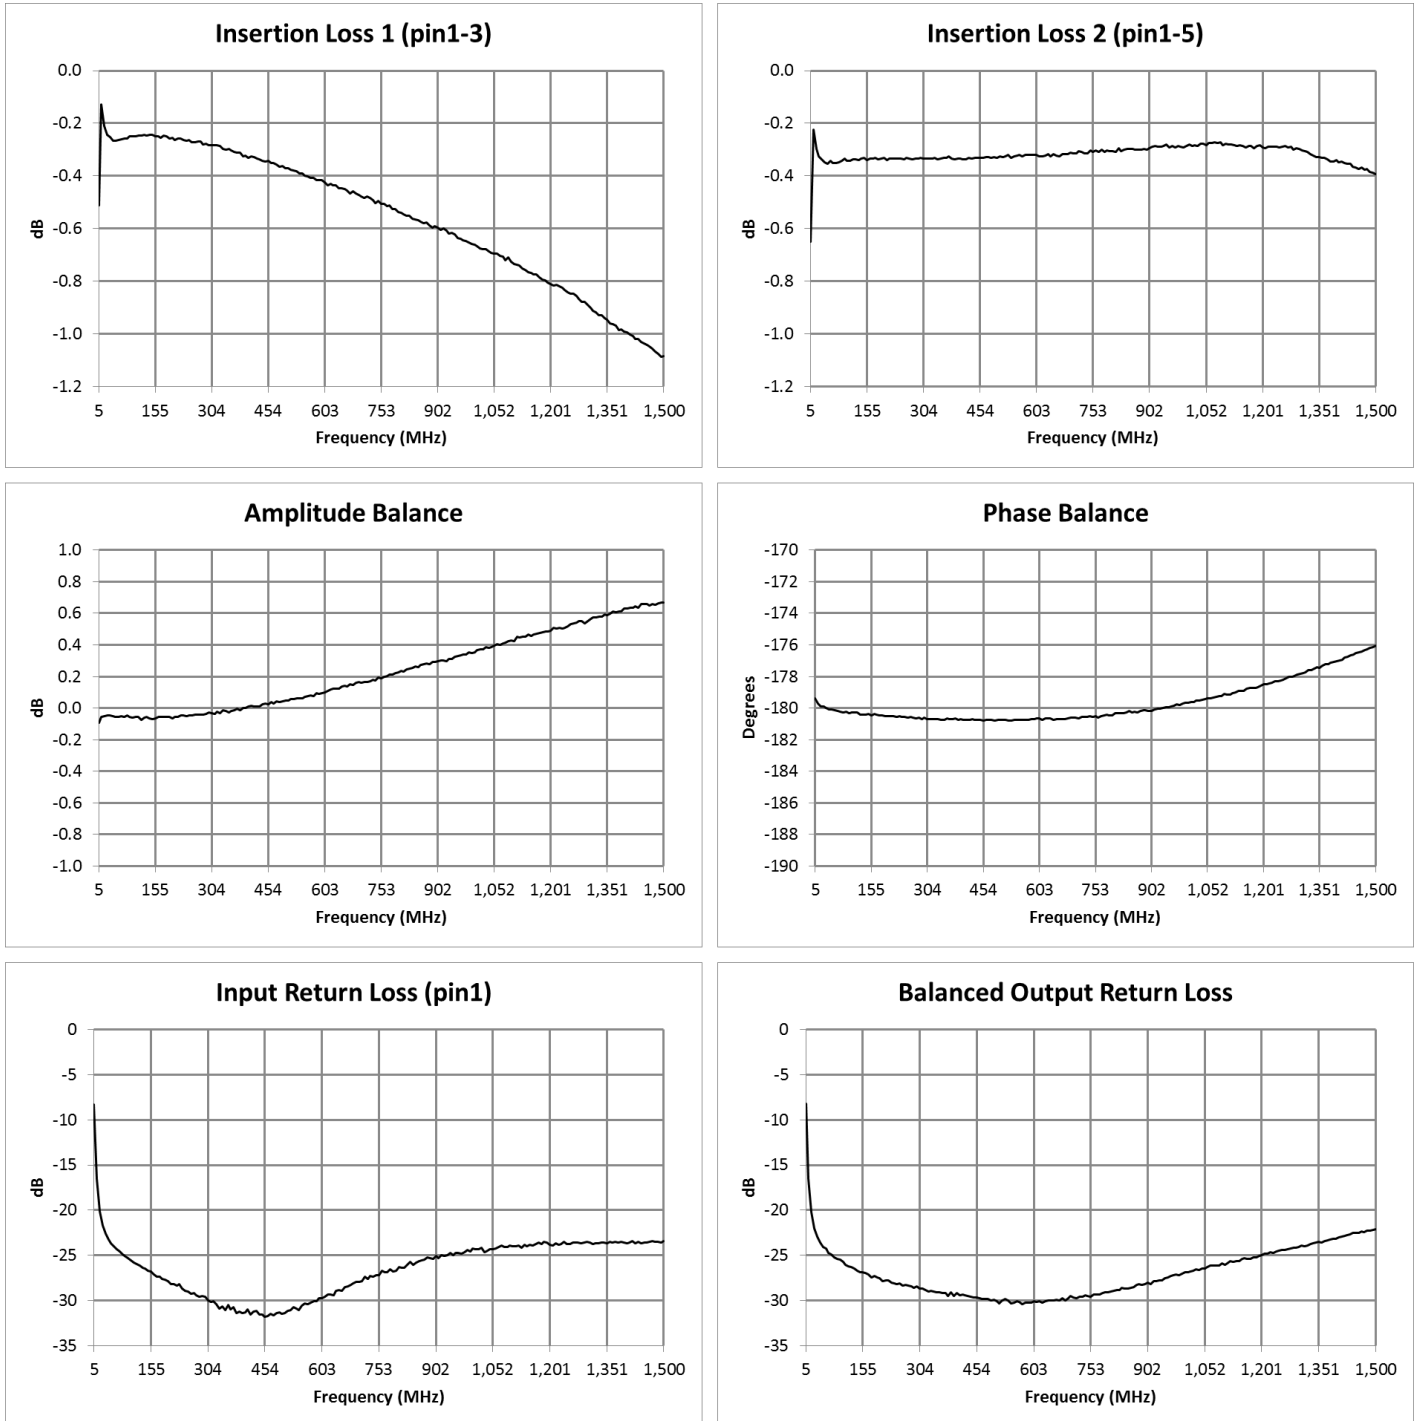 Insertion Loss 1 (pin1-3)
0.0
-0.2
-0.4
-0.6
-0.8
-1.0
-1.2
dB
5 155 304 454 603 753 902 1,052 1,201 1,351 1,500
Frequency (MHz)
Insertion Loss 2 (pin1-5)
0.0
-0.2
-0.4
-0.6
-0.8
-1.0
-1.2
dB
5 155 304 454 603 753 902 1,052 1,201 1,351 1,500
Frequency (MHz)
Amplitude Balance
1.0
0.8
0.6
0.4
0.2
0.0
-0.2
-0.4
-0.6
-0.8
-1.0
dB
5 155 304 454 603 753 902 1,052 1,201 1,351 1,500
Frequency (MHz)
Phase Balance
-170
-172
-174
-176
-178
-180
-182
-184
-186
-188
-190
Degrees
5 155 304 454 603 753 902 1,052 1,201 1,351 1,500
Frequency (MHz)
Input Return Loss (pin1)
0
-5
-10
-15
-20
-25
-30
-35
dB
5 155 304 454 603 753 902 1,052 1,201 1,351 1,500
Frequency (MHz)
Balanced Output Return Loss
0
-5
-10
-15
-20
-25
-30
-35
dB
5 155 304 454 603 753 902 1,052 1,201 1,351 1,500
Frequency (MHz)